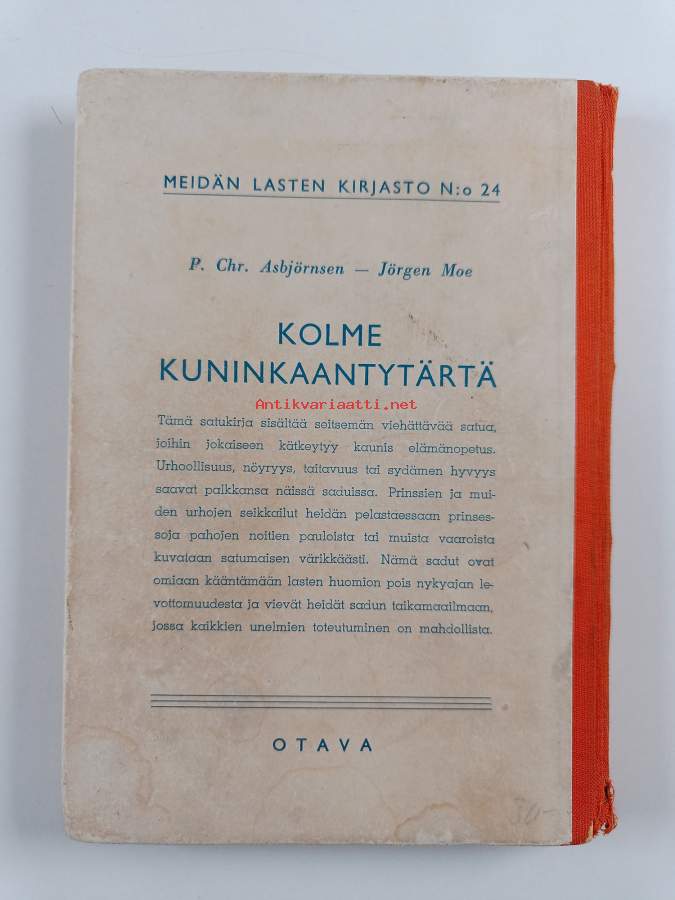 MEIDÄN LASTEN KIRJASTO N:o 24
P. Chr. Asbjörnsen — Jörgen Moe
KOLME
KUNINKAANTYTÄRTÄ
Antikvariaatti.net
Tämä satukirja sisältää seitsemän viehättävää satua,
joihin jokaiseen kätkeytyy kaunis elämänopetus.
Urhoollisuus, nöyryys, taitavuus tai sydämen hyvyys
saavat palkkansa näissä saduissa. Prinssien ja mui-
den urhojen seikkailut heidän pelastaessaan prinses-
soja pahojen noitien pauloista tai muista vaaroista
kuvataan satumaisen värikkäästi. Nämä sadut ovat
omiaan kääntämään lasten huomion pois nykyajan le-
vottomuudesta ja vievät heidät sadun taikamaailmaan,
jossa kaikkien unelmien toteutuminen on mahdollista.
OTAVA